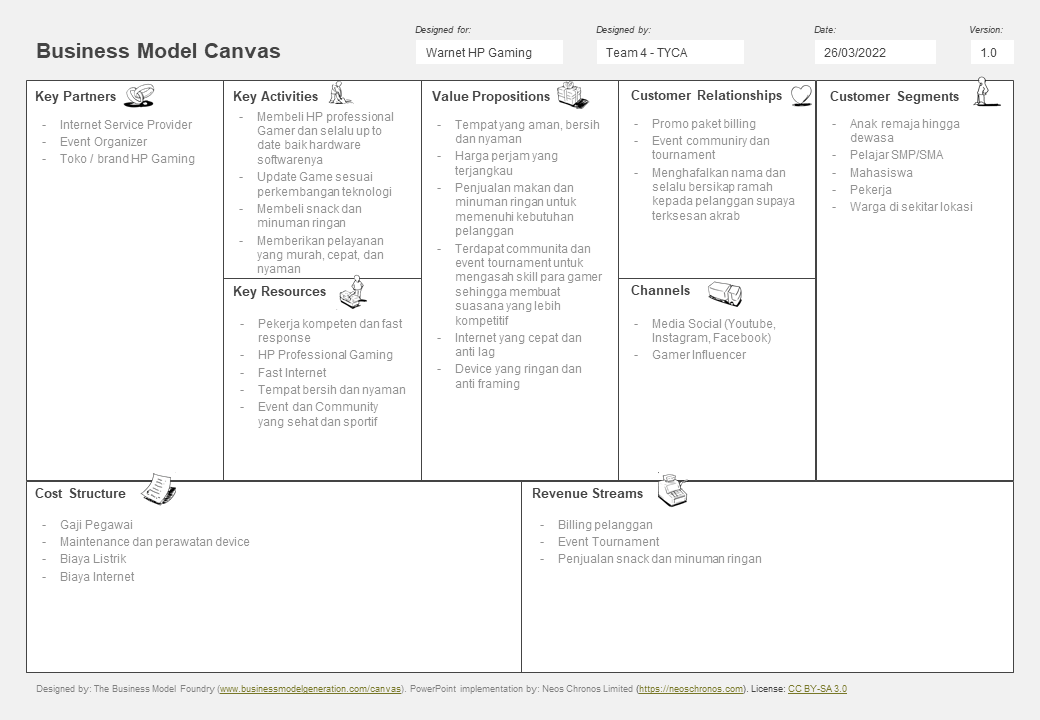 Business Model Canvas
Designed for:
Warnet HP Gaming
Designed by:
Team 4 - TYCA
Date:
26/03/2022
Version:
1.0
Key Partners
- Internet Service Provider
- Event Organizer
- Toko / brand HP Gaming
Key Activities
- Membeli HP professional
Gamer dan selalu up to
date baik hardware
softwarenya
- Update Game sesuai
perkembangan teknologi
- Membeli snack dan
minuman ringan
- Memberikan pelayanan
yang murah, cepat, dan
nyaman
Key Resources
- Pekerja kompeten dan fast
response
- HP Professional Gaming
- Fast Internet
- Tempat bersih dan nyaman
- Event dan Community
yang sehat dan sportif
Value Propositions
- Tempat yang aman, bersih
dan nyaman
- Harga perjam yang
terjangkau
- Penjualan makan dan
minuman ringan untuk
memenuhi kebutuhan
pelanggan
- Terdapat communita dan
event tournament untuk
mengasah skill para gamer
sehingga membuat
suasana yang lebih
kompetitif
- Internet yang cepat dan
anti lag
- Device yang ringan dan
anti framing
Customer Relationships
- Promo paket billing
- Event communiry dan
tournament
- Menghafalkan nama dan
selalu bersikap ramah
kepada pelanggan supaya
terksesan akrab
Channels
- Media Social (Youtube,
Instagram, Facebook)
- Gamer Influencer
Customer Segments
- Anak remaja hingga
dewasa
- Pelajar SMP/SMA
- Mahasiswa
- Pekerja
- Warga di sekitar lokasi
Cost Structure
- Gaji Pegawai
- Maintenance dan perawatan device
- Biaya Listrik
- Biaya Internet
Revenue Streams
- Billing pelanggan
- Event Tournament
- Penjualan snack dan minuman ringan
Designed by: The Business Model Foundry (www.businessmodelgeneration.com/canvas). PowerPoint implementation by: Neos Chronos Limited (https://neoschronos.com). License: CC BY-SA 3.0